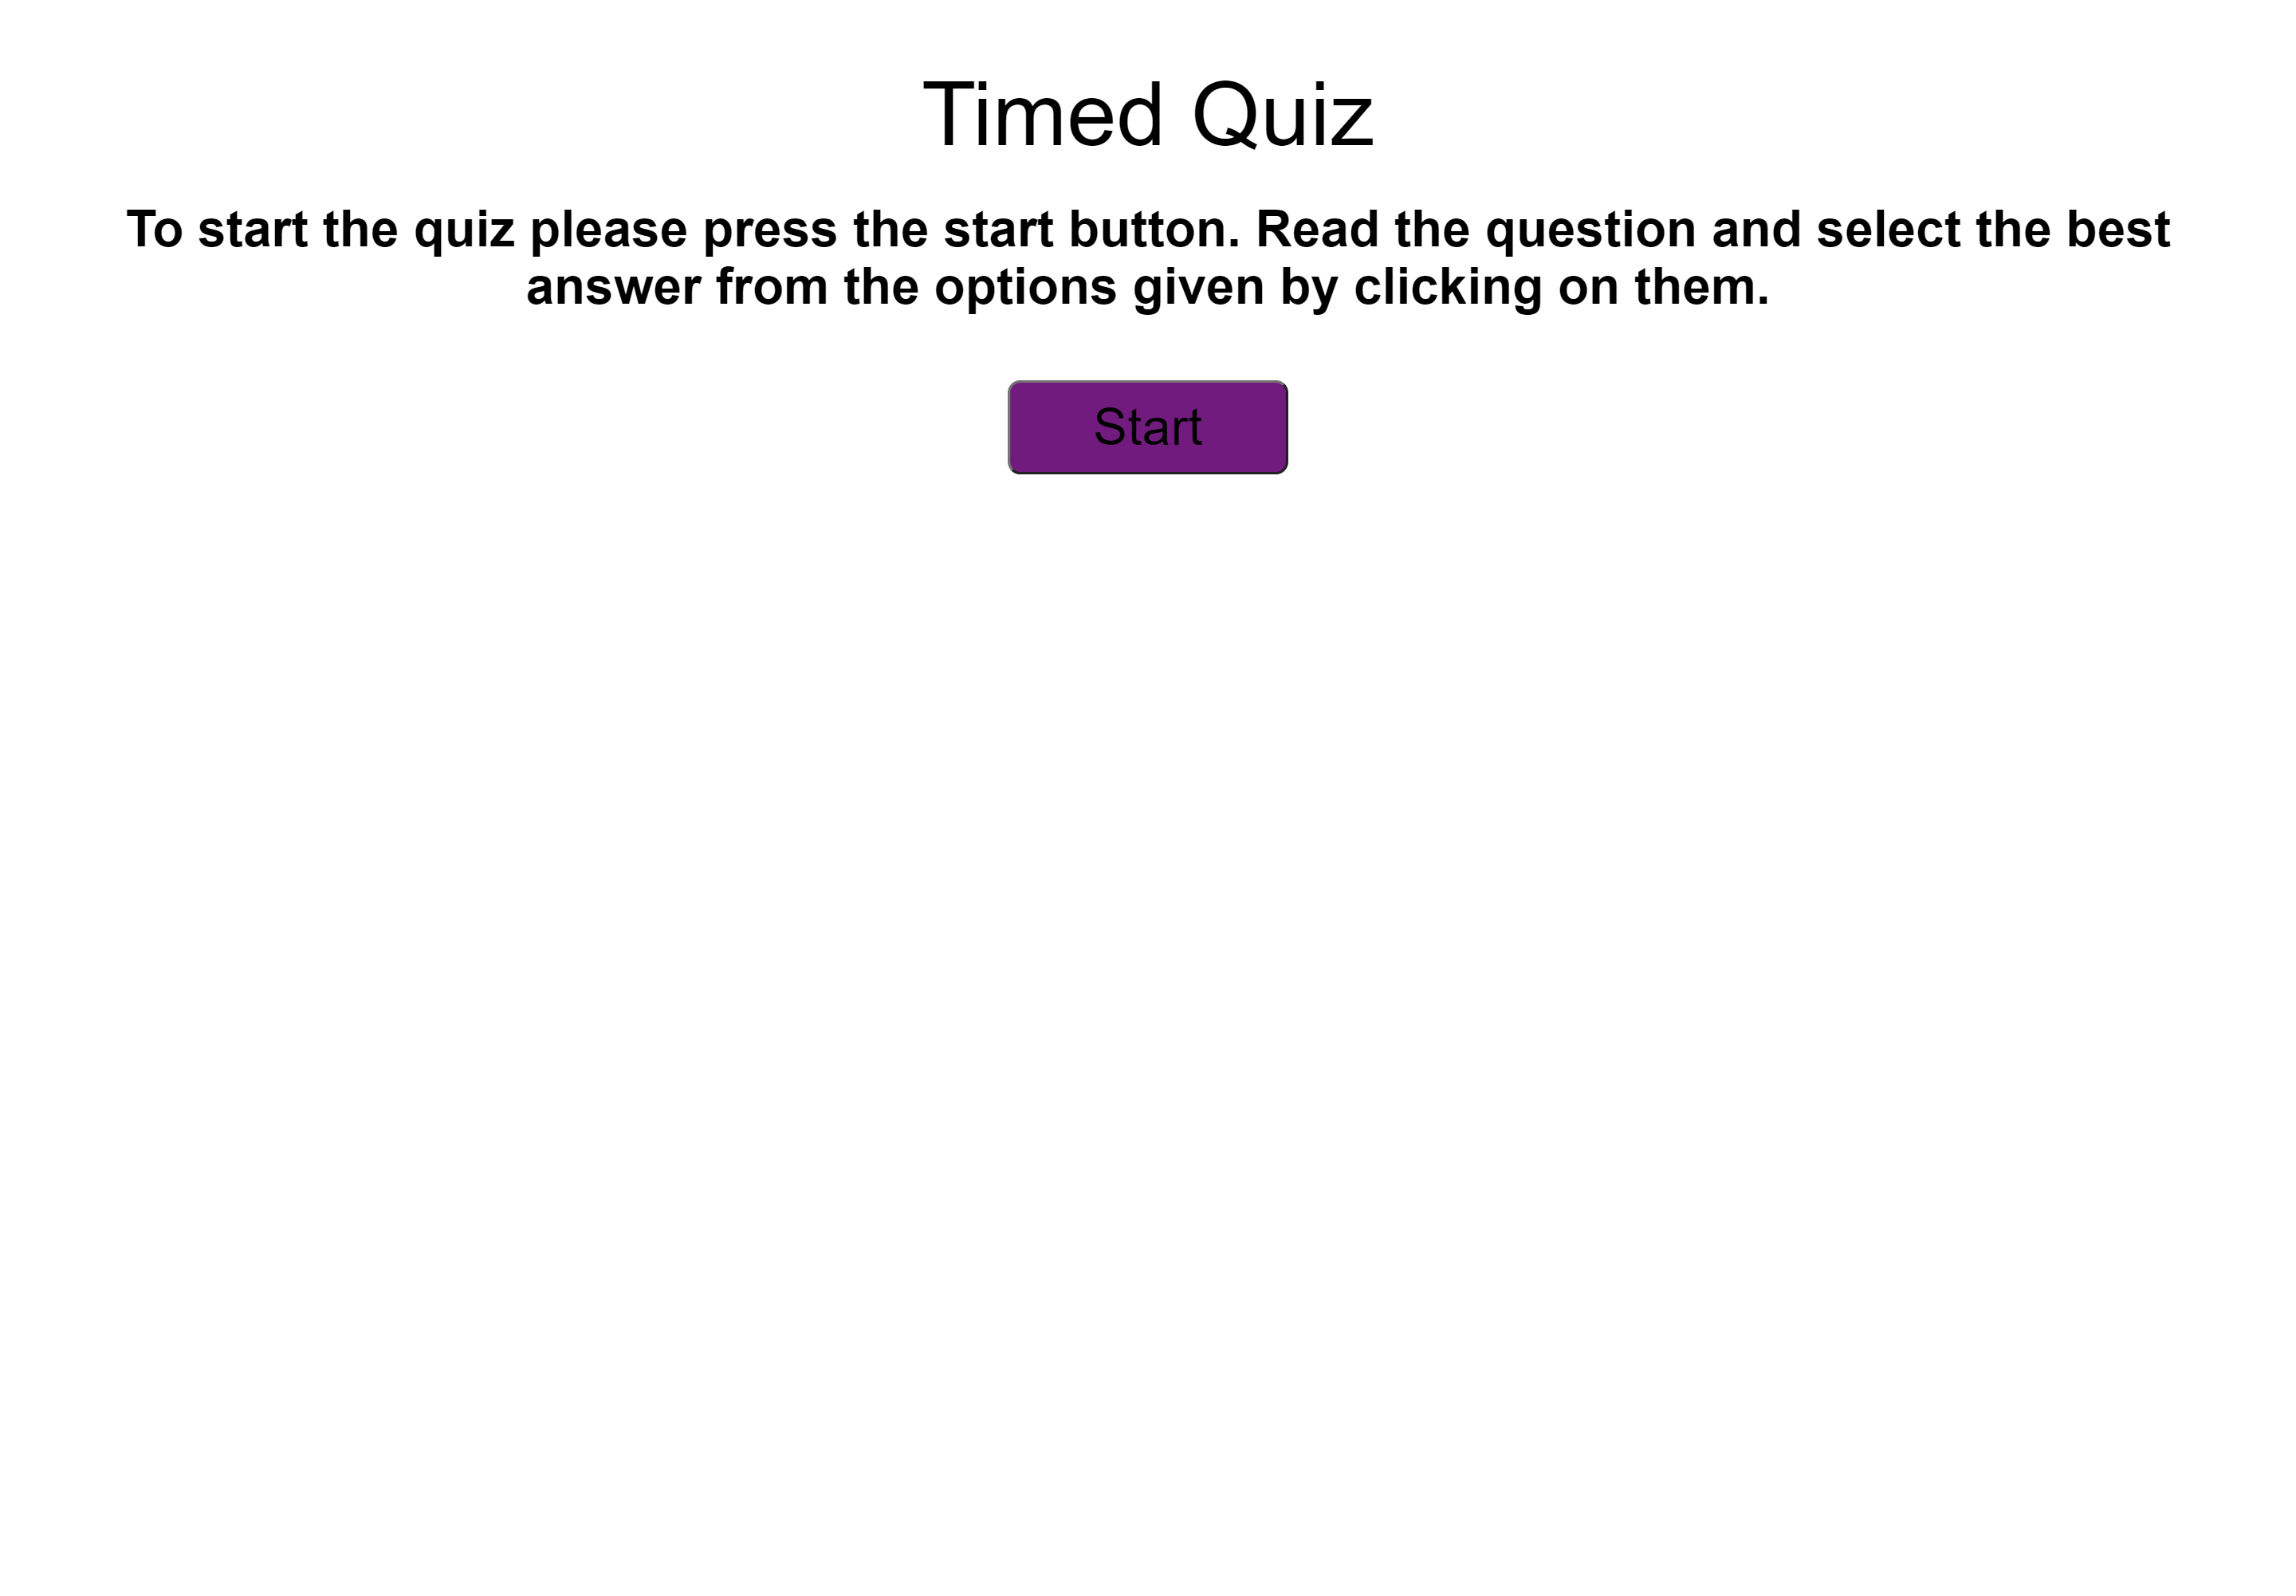 Timed Quiz
To start the quiz please press the start button. Read the question and select the best
answer from the options given by clicking on them.
Start